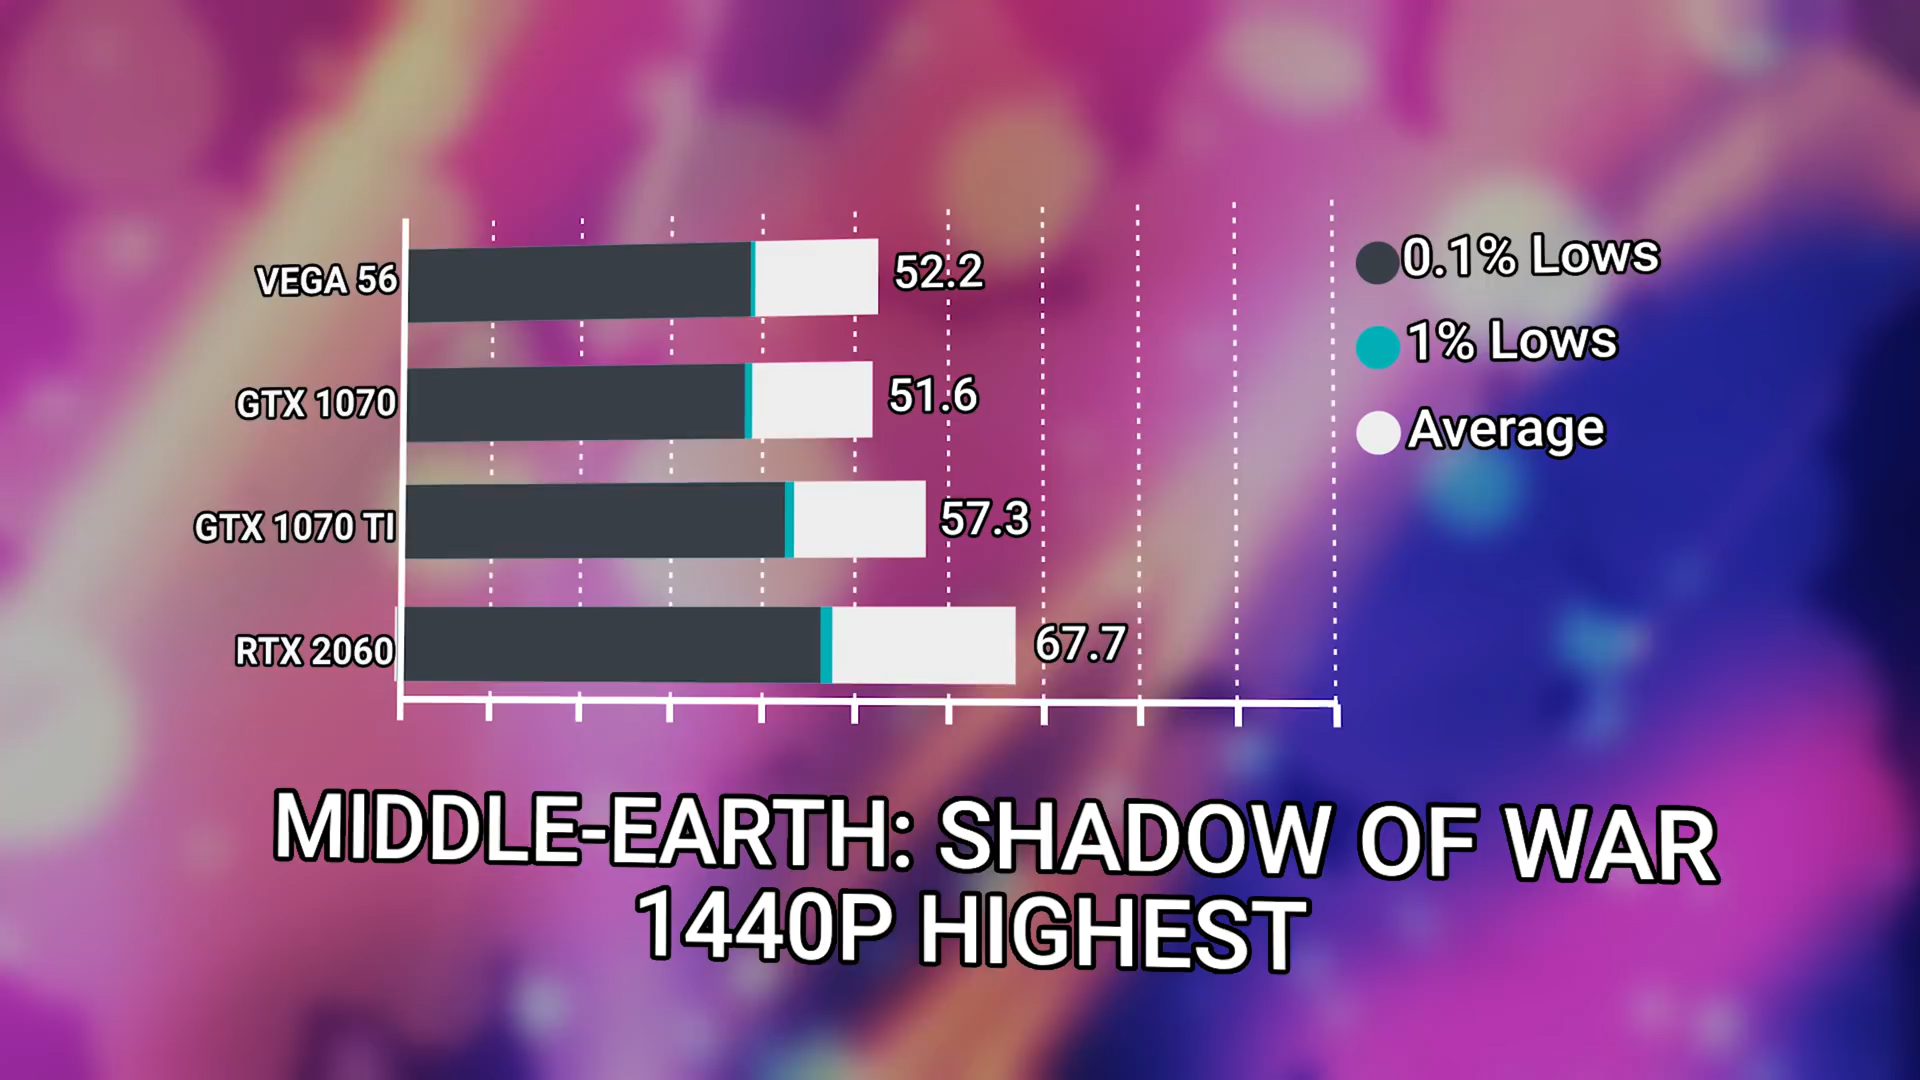 VEGA 56 52.2
GTX 1070 51.6
GTX 1070 TI 57.3
RTX 2060 67.7
0.1% Lows
1% Lows
Average
MIDDLE-EARTH: SHADOW OF WAR
1440P HIGHEST